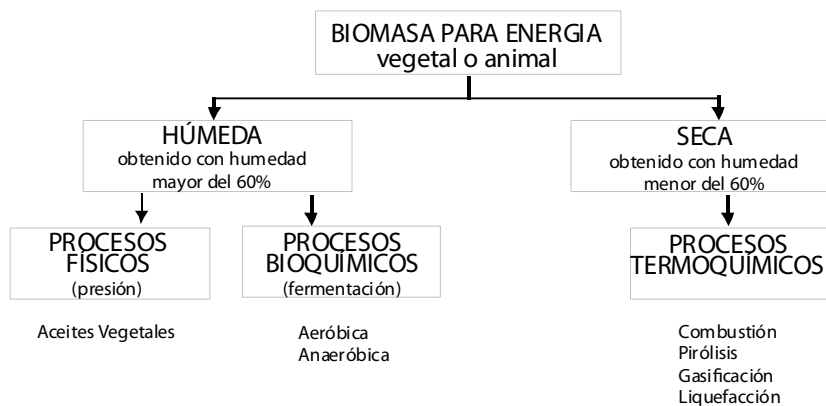 BIOMASA PARA ENERGIA
vegetal o animal
HÚMEDA
obtenido con humedad
mayor del 60%
SECA
obtenido con humedad
menor del 60%
PROCESOS
FÍSICOS
(presión)
PROCESOS
BIOQUÍMICOS
(fermentación)
PROCESOS
TERMOQUÍMICOS
Aceites Vegetales
Aeróbica
Anaeróbica
Combustión
Pirólisis
Gasificación
Liquefacción